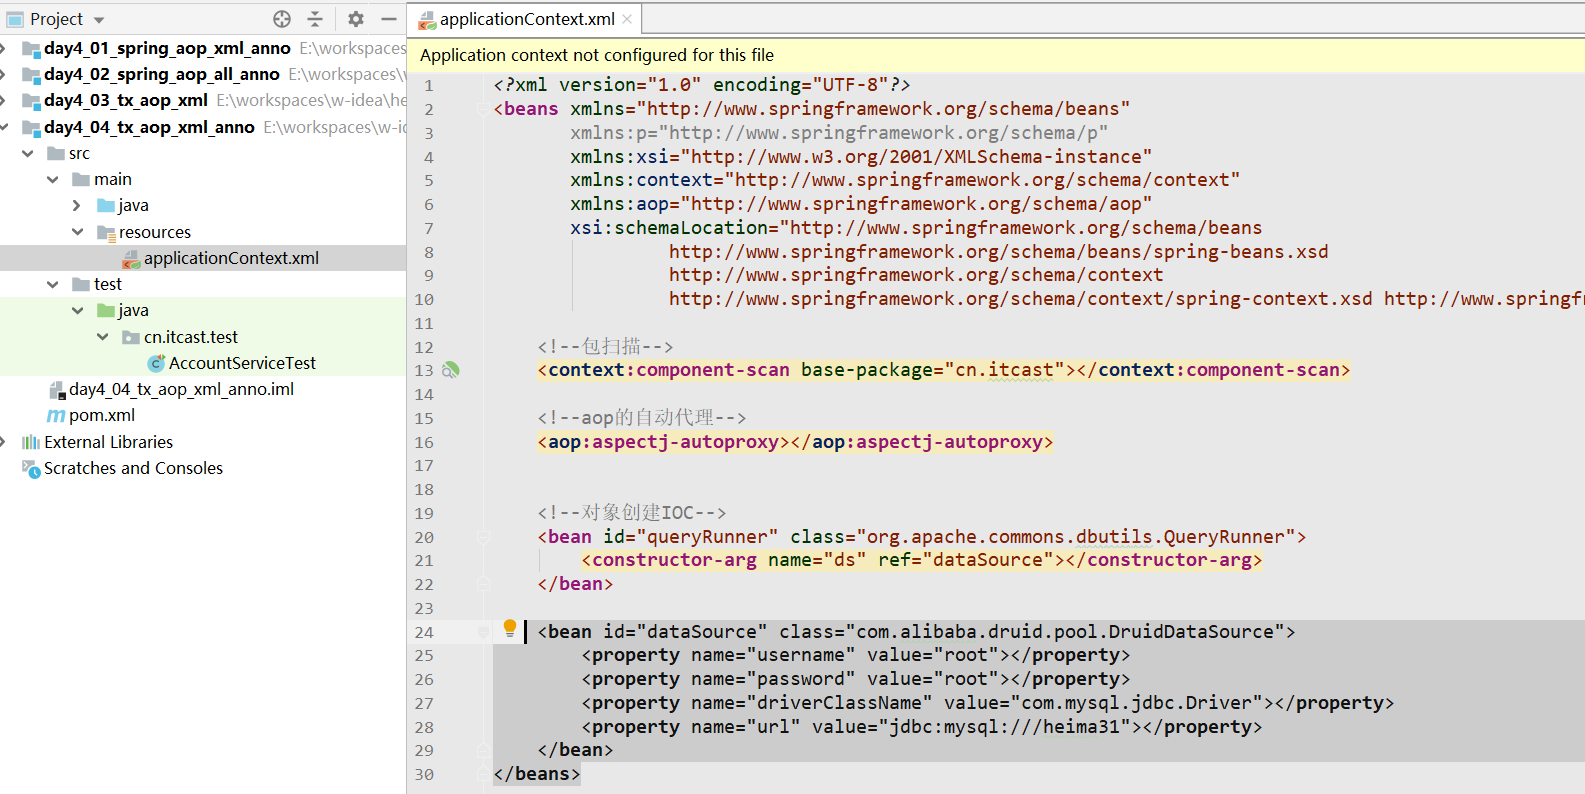 Project
day4_01_spring_aop_xml_anno E:\workspaces
day4_02_spring_aop_all_anno E:\workspaces\
day4_03_tx_aop_xml E:\workspaces\w-idea\he
day4_04_tx_aop_xml_anno E:\workspaces\w-ic
src
main
java
resources
applicationContext.xml
test
java
cn.itcast.test
AccountServiceTest
day4_04_tx_aop_xml_anno.iml
pom.xml
External Libraries
Scratches and Consoles
applicationContext.xml
Application context not configured for this file
1 <?xml version="1.0" encoding="UTF-8"?>
2 <beans xmlns="http://www.springframework.org/schema/beans"
3 xmlns:p="http://www.springframework.org/schema/p"
4 xmlns:xsi="http://www.w3.org/2001/XMLSchema-instance"
5 xmlns:context="http://www.springframework.org/schema/context"
6 xmlns:aop="http://www.springframework.org/schema/aop"
7 xsi:schemaLocation="http://www.springframework.org/schema/beans
8 http://www.springframework.org/schema/beans/spring-beans.xsd
9 http://www.springframework.org/schema/context
10 http://www.springframework.org/schema/context/spring-context.xsd http://www.springf
11
12 <!--包扫描-->
13 <context:component-scan base-package="cn.itcast"></context:component-scan>
14
15 <!--aop的自动代理-->
16 <aop:aspectj-autoproxy></aop:aspectj-autoproxy>
17
18
19 <!--对象创建IOC-->
20 <bean id="queryRunner" class="org.apache.commons.dbutils.QueryRunner">
21 <constructor-arg name="ds" ref="dataSource"></constructor-arg>
22 </bean>
23
24 <bean id="dataSource" class="com.alibaba.druid.pool.DruidDataSource">
25 <property name="username" value="root"></property>
26 <property name="password" value="root"></property>
27 <property name="driverClassName" value="com.mysql.jdbc.Driver"></property>
28 <property name="url" value="jdbc:mysql:///heima31"></property>
29 </bean>
30 </beans>